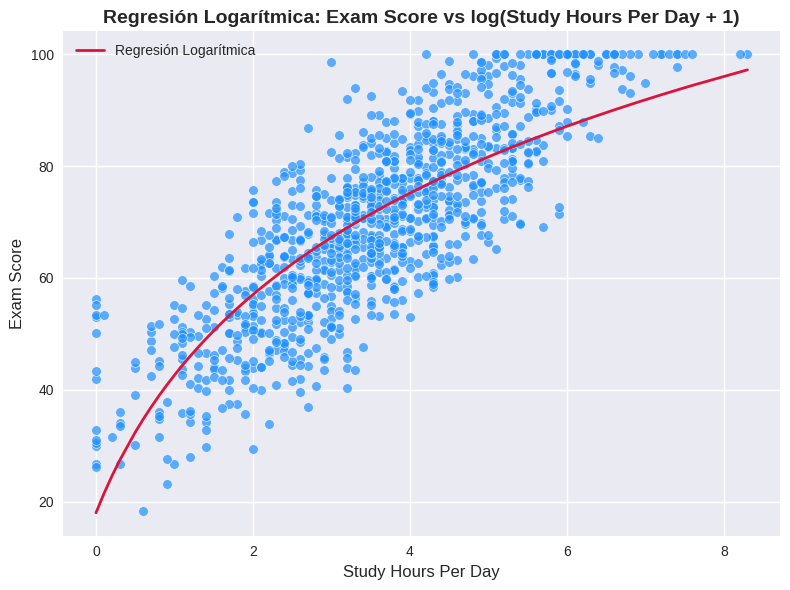 Regresión Logarítmica: Exam Score vs log(Study Hours Per Day + 1)
Regresión Logarítmica
100
80
60
40
20
Exam Score
0 2 4 6 8
Study Hours Per Day